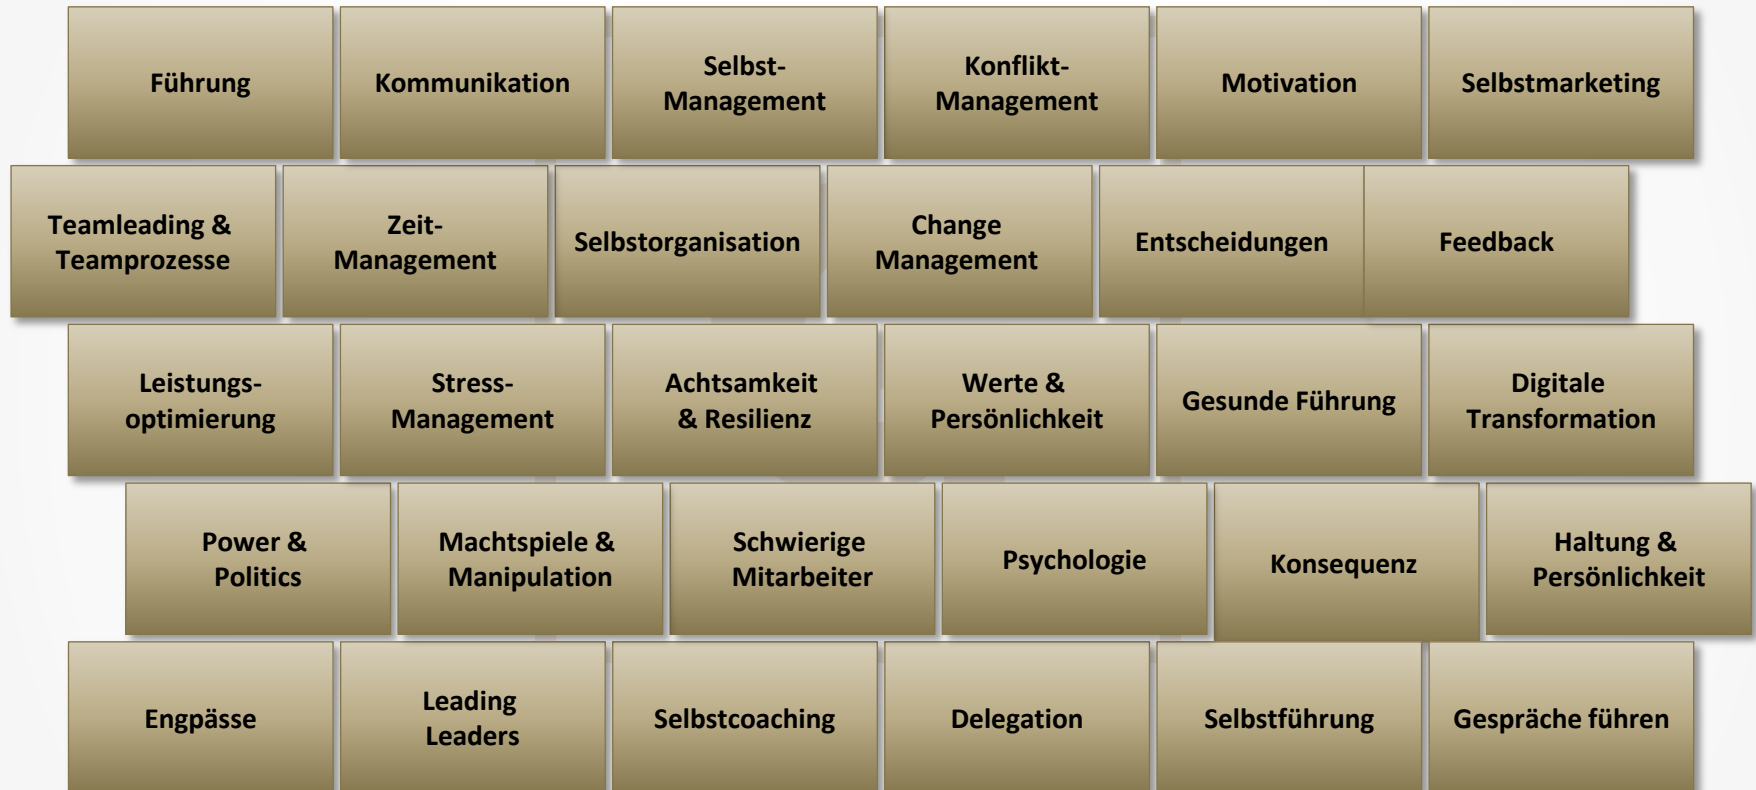 Führung
Kommunikation
Selbst-
Management
Konflikt-
Management
Motivation
Selbstmarketing
Teamleading &
Teamprozesse
Zeit-
Management
Selbstorganisation
Change
Management
Entscheidungen
Feedback
Leistungs-
optimierung
Stress-
Management
Achtsamkeit
& Resilienz
Werte &
Persönlichkeit
Gesunde Führung
Digitale
Transformation
Power &
Politics
Machtspiele &
Manipulation
Schwierige
Mitarbeiter
Psychologie
Konsequenz
Haltung &
Persönlichkeit
Engpässe
Leading
Leaders
Selbstcoaching
Delegation
Selbstführung
Gespräche führen